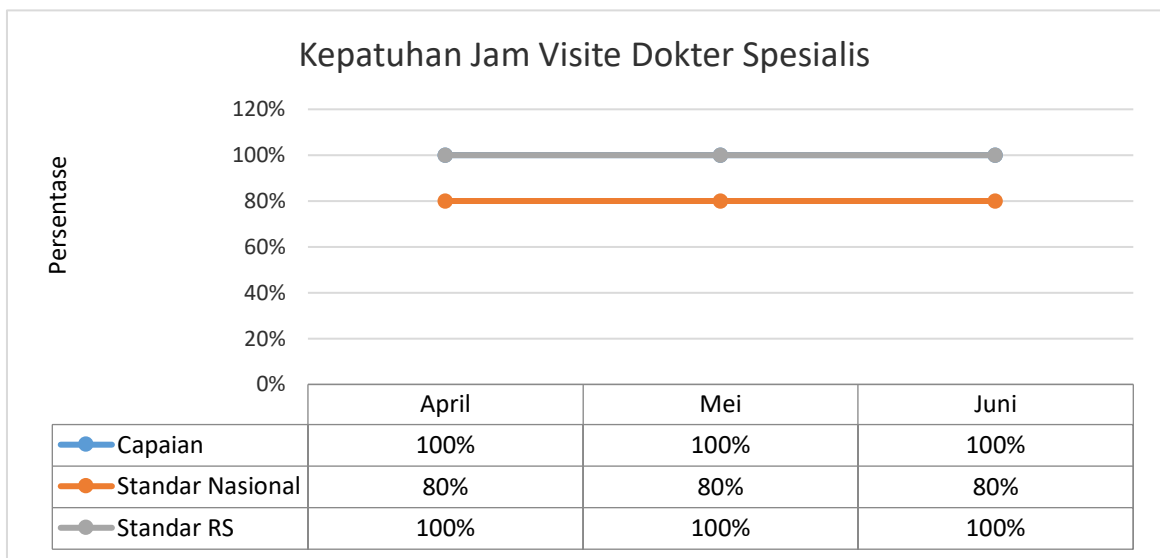 Kepatuhan Jam Visite Dokter Spesialis
Persentase
120%
100%
80%
60%
40%
20%
0%
April Mei Juni
Capaian 100% 100% 100%
Standar Nasional 80% 80% 80%
Standar RS 100% 100% 100%